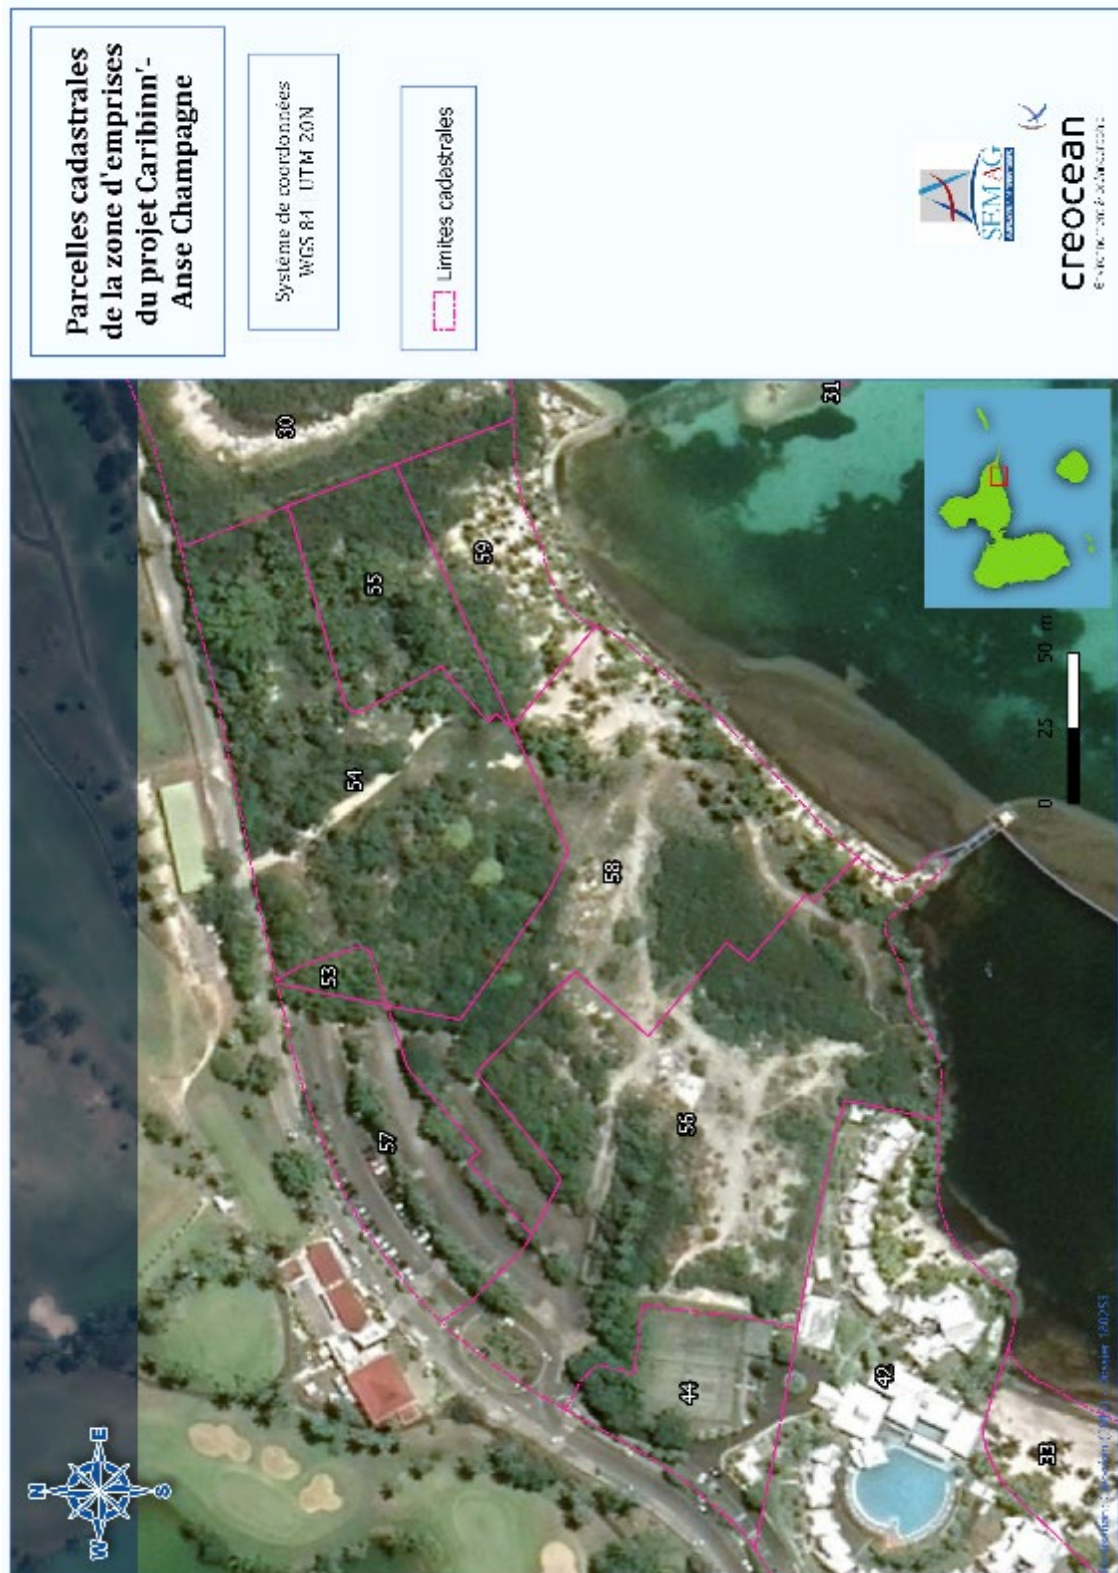 Parcelles cadastrales
de la zone d'emprises
du projet Caribinn'-
Anse Champagne
Système de coordonnées
WGS 84 UTM 20N
Limites cadastrales
SEMAG
creocean
N
W
E
S
30
31
55
59
54
53
58
57
56
44
42
33
0
25
50 m